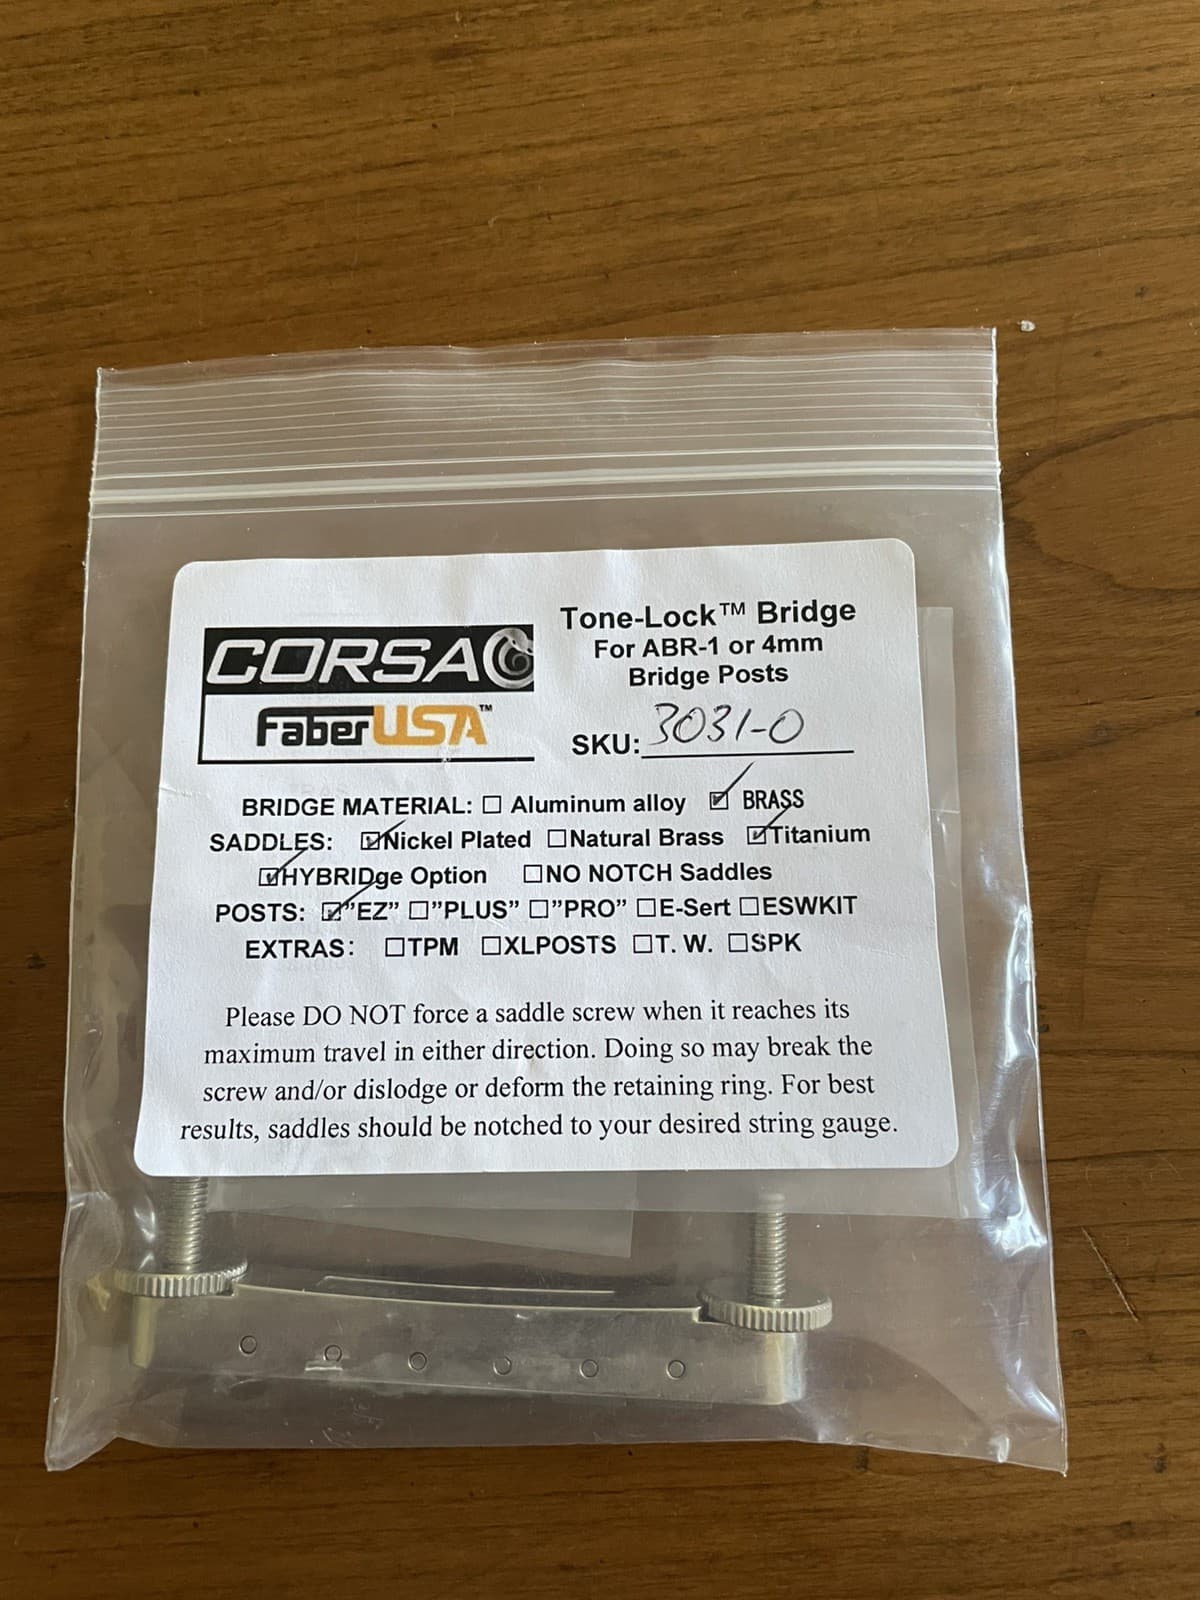 CORSA
FaberUSA™
Tone-Lock™ Bridge
For ABR-1 or 4mm
Bridge Posts
SKU: 3031-0
BRIDGE MATERIAL: ☐ Aluminum alloy ☑ BRASS
SADDLES: ☑Nickel Plated ☐Natural Brass ☑Titanium
☑HYBRIDge Option ☐NO NOTCH Saddles
POSTS: ☑"EZ" ☐"PLUS" ☐"PRO" ☐E-Sert ☐ESWKIT
EXTRAS: ☐TPM ☐XLPOSTS ☐T. W. ☐SPK
Please DO NOT force a saddle screw when it reaches its
maximum travel in either direction. Doing so may break the
screw and/or dislodge or deform the retaining ring. For best
results, saddles should be notched to your desired string gauge.